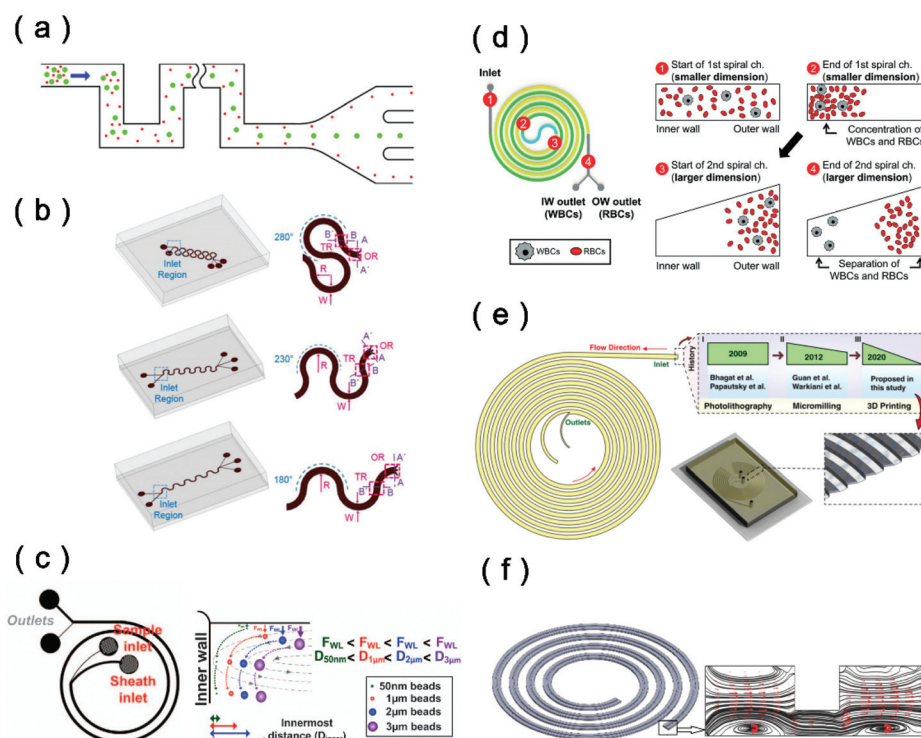 (a)
(b)
280°
Inlet
Region
B'
B
A
TR
OR
R
A'
W
230°
Inlet
Region
A'
OR
TR
A
B
B'
R
W
180°
Inlet
Region
OR
A'
TR
A
B
B'
R
W
(c)
Outlets
Sample
inlet
Sheath
inlet
Inner wall
F_WL F_WL F_WL
F_WL < F_WL < F_WL < F_WL
D_50nm < D_1μm < D_2μm < D_3μm
50nm beads
1μm beads
2μm beads
3μm beads
Innermost
(d)
Inlet
1
2
3
4
IW outlet
(WBCs)
OW outlet
(RBCs)
WBCs
RBCs
1 Start of 1st spiral ch.
(smaller dimension)
Inner wall Outer wall
2 End of 1st spiral ch.
(smaller dimension)
Concentration of
WBCs and RBCs
3 Start of 2nd spiral ch.
(larger dimension)
Inner wall Outer wall
4 End of 2nd spiral ch.
(larger dimension)
Separation of
WBCs and RBCs
(e)
Flow Direction
Inlet
Outlets
History
I II III
2009 2012 2020
Bhagat et al. Guan et al. Proposed in
Papautsky et al. Warkiani et al. this study
Photolithography Micromilling 3D Printing
(f)